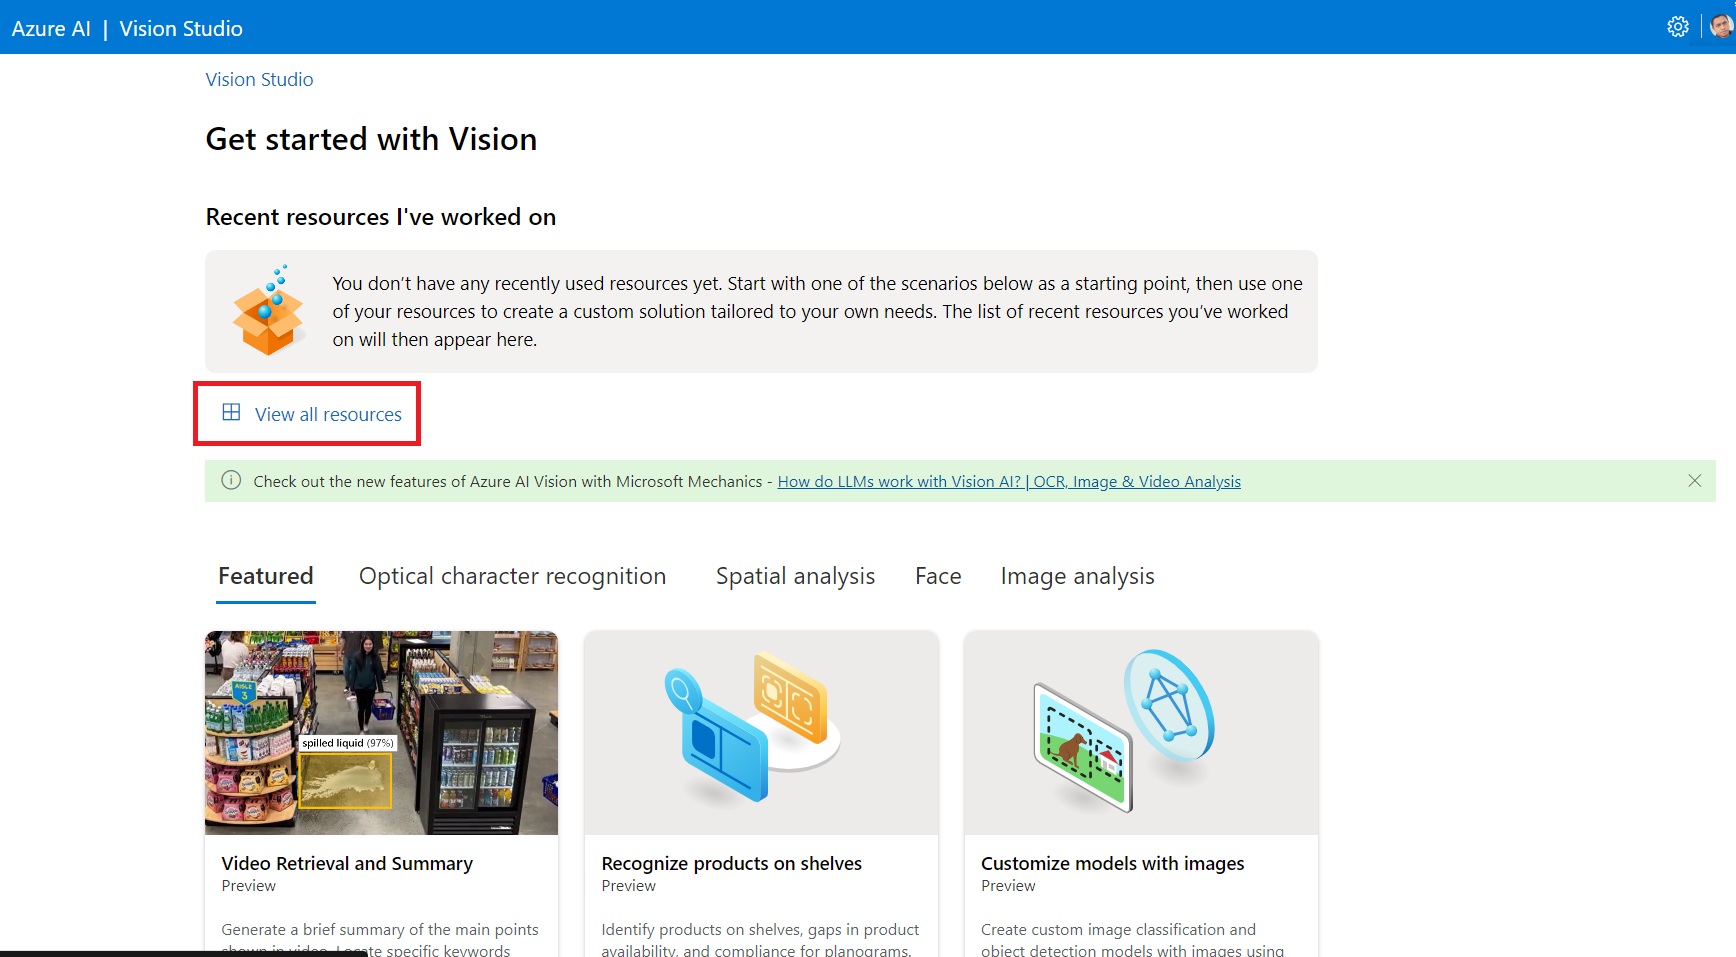 Azure AI | Vision Studio
Vision Studio
Get started with Vision
Recent resources I've worked on
You don’t have any recently used resources yet. Start with one of the scenarios below as a starting point, then use one
of your resources to create a custom solution tailored to your own needs. The list of recent resources you’ve worked
on will then appear here.
View all resources
Check out the new features of Azure AI Vision with Microsoft Mechanics - How do LLMs work with Vision AI? | OCR, Image & Video Analysis
Featured Optical character recognition Spatial analysis Face Image analysis
AISLE
3
spilled liquid (97%)
Video Retrieval and Summary
Preview
Generate a brief summary of the main points
shown in video. Locate specific keywords
Recognize products on shelves
Preview
Identify products on shelves, gaps in product
availability, and compliance for planograms.
Customize models with images
Preview
Create custom image classification and
object detection models with images using